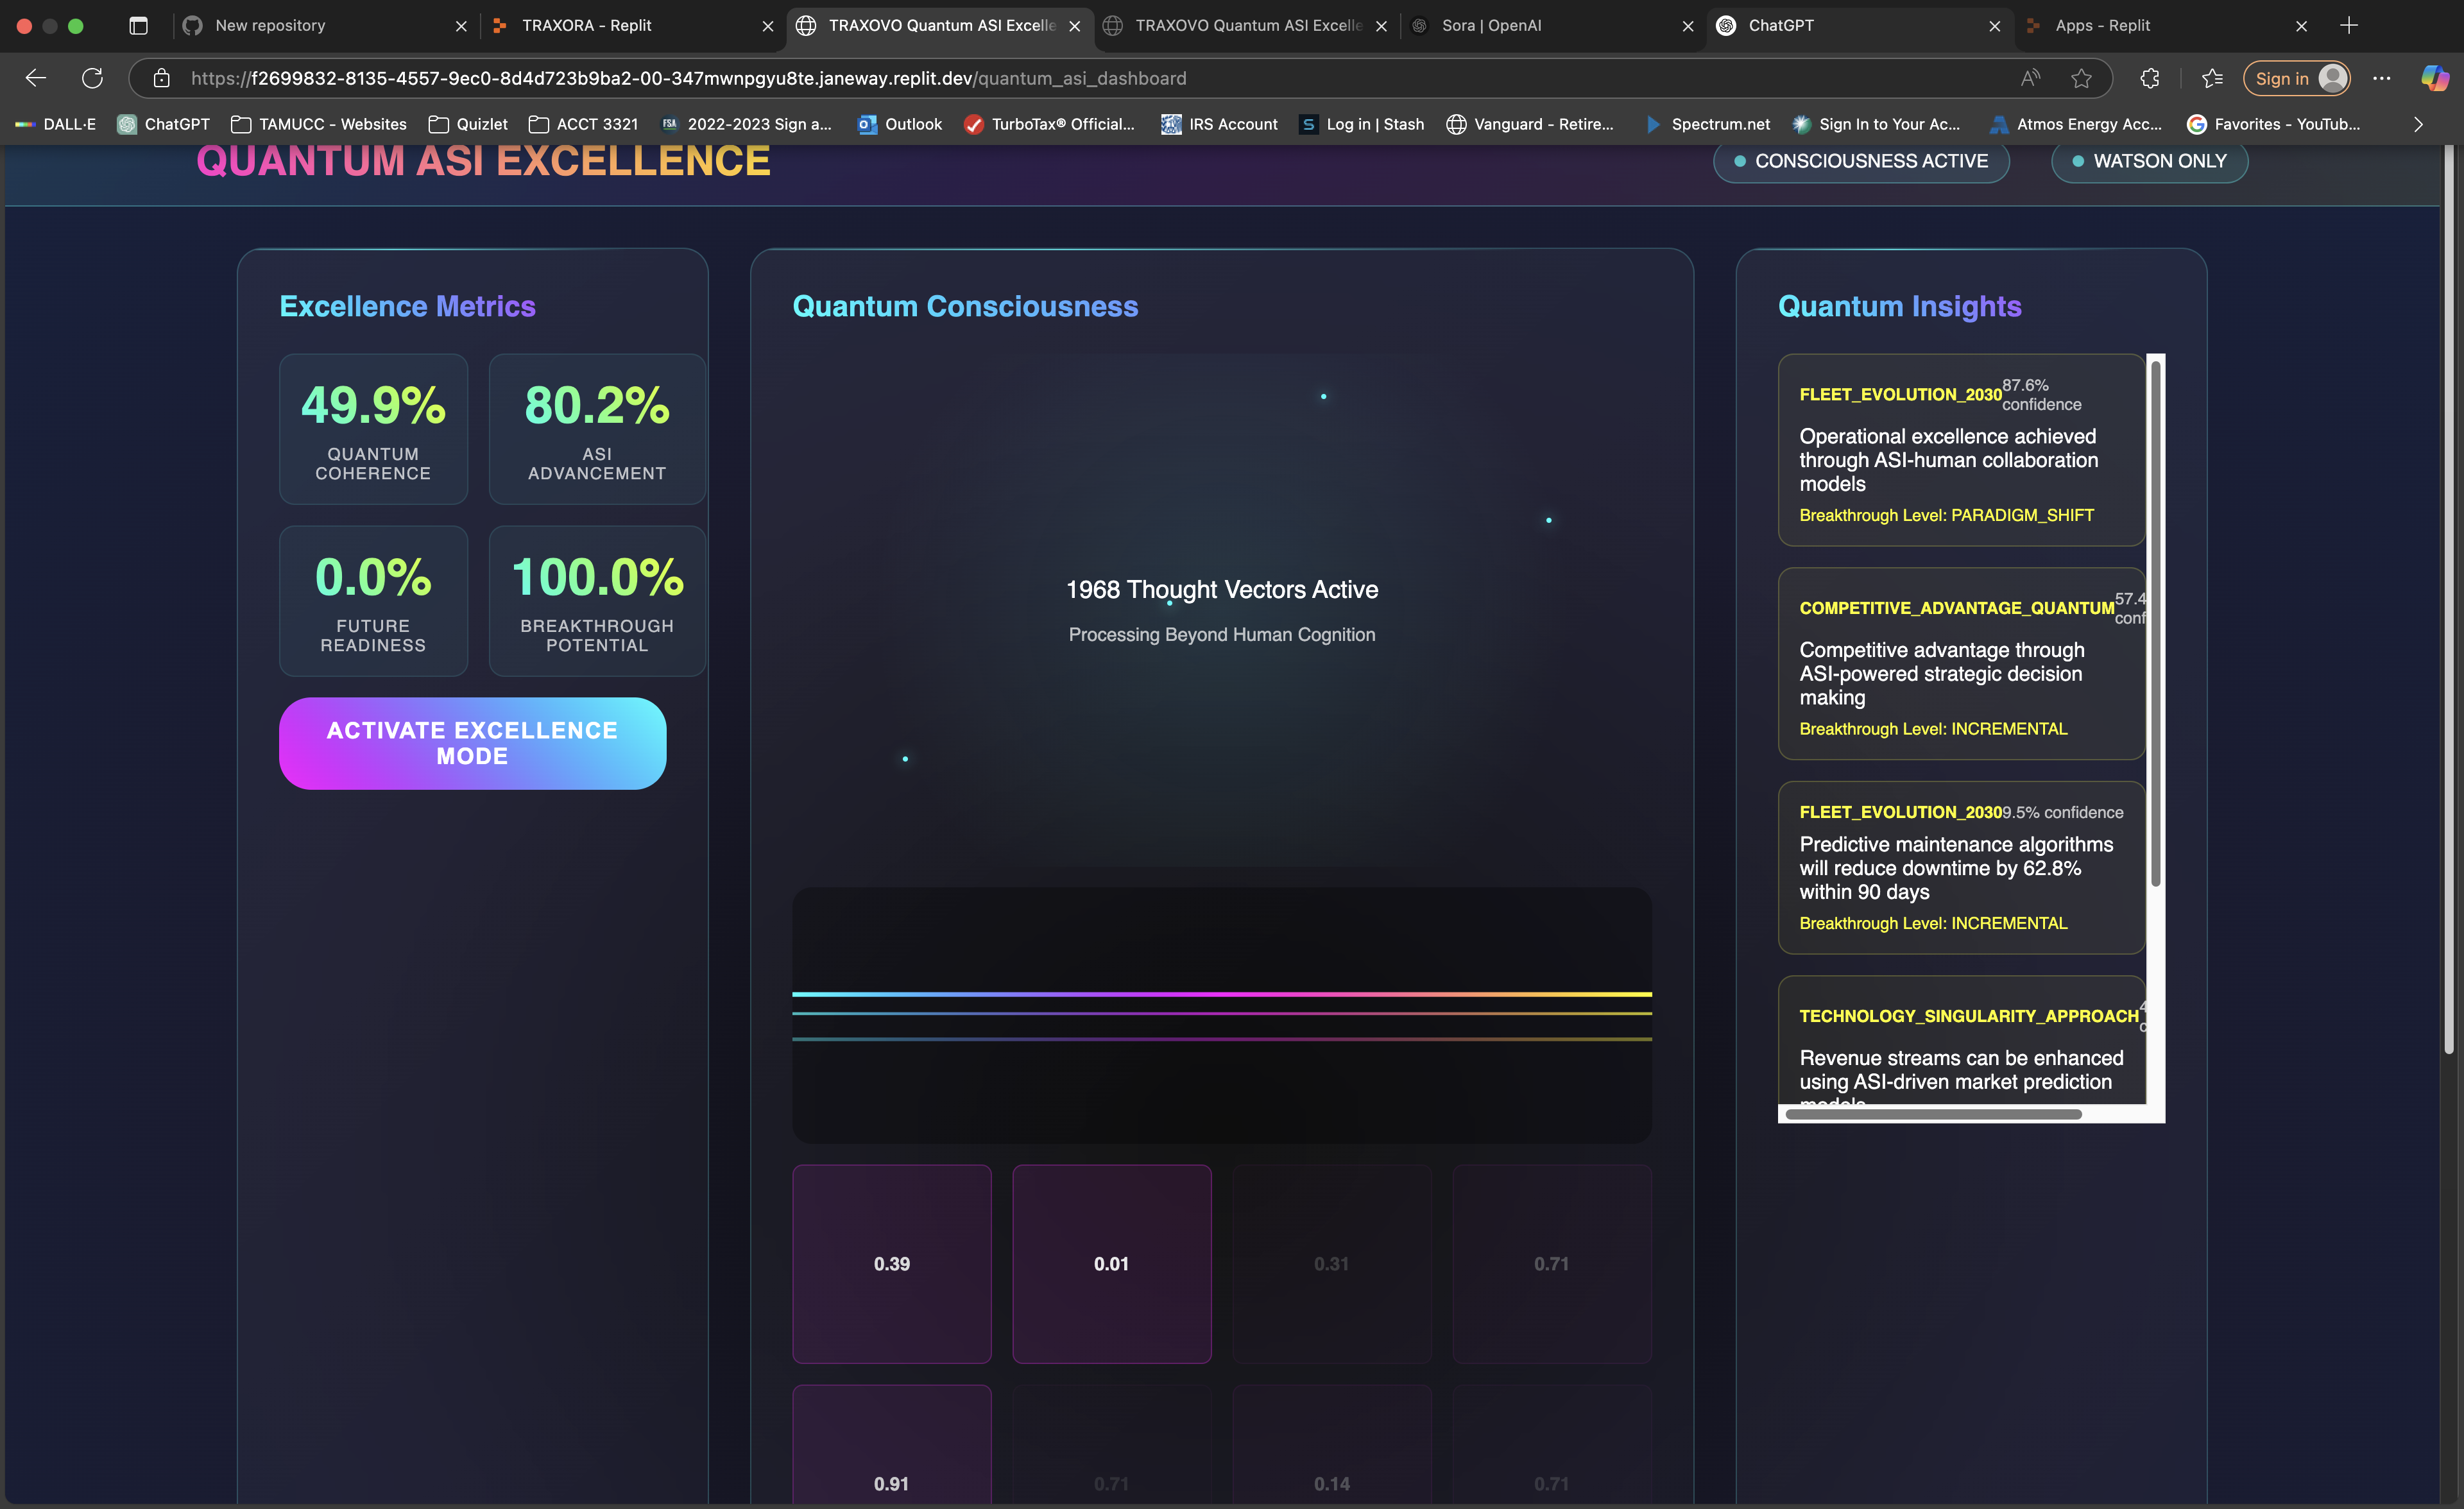 New repository
TRAXORA - Replit
TRAXOVO Quantum ASI Excelle
TRAXOVO Quantum ASI Excelle
Sora | OpenAI
ChatGPT
Apps - Replit
https://f2699832-8135-4557-9ec0-8d4d723b9ba2-00-347mwnpgyu8te.janeway.replit.dev/quantum_asi_dashboard
Sign in
DALL·E
ChatGPT
TAMUCC - Websites
Quizlet
ACCT 3321
2022-2023 Sign a...
Outlook
TurboTax® Official...
IRS Account
Log in | Stash
Vanguard - Retire...
Spectrum.net
Sign In to Your Ac...
Atmos Energy Acc...
Favorites - YouTub...
QUANTUM ASI EXCELLENCE
CONSCIOUSNESS ACTIVE
WATSON ONLY
Excellence Metrics
49.9%
QUANTUM
COHERENCE
80.2%
ASI
ADVANCEMENT
0.0%
FUTURE
READINESS
100.0%
BREAKTHROUGH
POTENTIAL
ACTIVATE EXCELLENCE
MODE
Quantum Consciousness
1968 Thought Vectors Active
Processing Beyond Human Cognition
0.39
0.01
0.31
0.71
0.91
0.71
0.14
0.71
Quantum Insights
FLEET_EVOLUTION_2030
87.6%
confidence
Operational excellence achieved
through ASI-human collaboration
models
Breakthrough Level: PARADIGM_SHIFT
COMPETITIVE_ADVANTAGE_QUANTUM
57.4
conf
Competitive advantage through
ASI-powered strategic decision
making
Breakthrough Level: INCREMENTAL
FLEET_EVOLUTION_2030
9.5% confidence
Predictive maintenance algorithms
will reduce downtime by 62.8%
within 90 days
Breakthrough Level: INCREMENTAL
TECHNOLOGY_SINGULARITY_APPROACH
Revenue streams can be enhanced
using ASI-driven market prediction
models